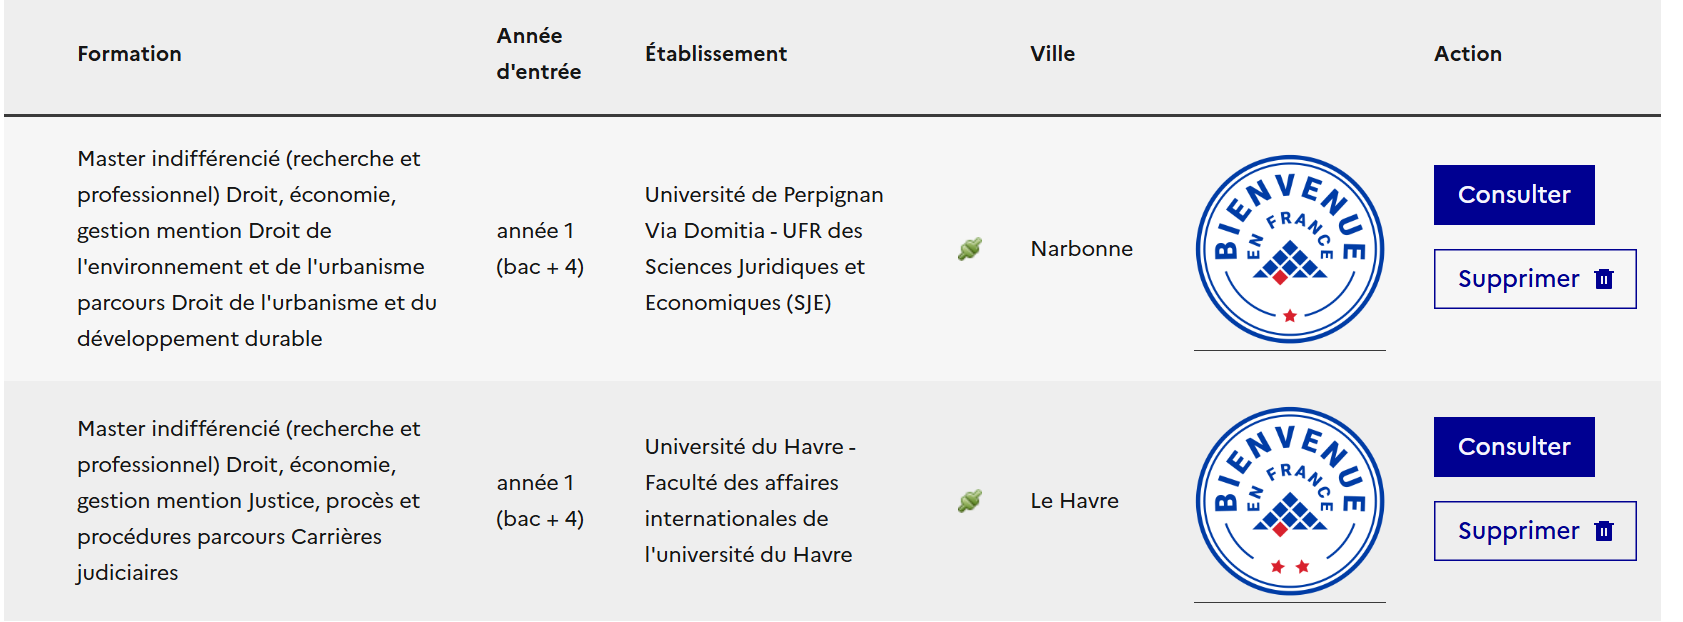 Formation
Année
d'entrée
Établissement
Ville
Action
Master indifférencié (recherche et
professionnel) Droit, économie,
gestion mention Droit de
l'environnement et de l'urbanisme
parcours Droit de l'urbanisme et du
développement durable
année 1
(bac + 4)
Université de Perpignan
Via Domitia - UFR des
Sciences Juridiques et
Economiques (SJE)
Narbonne
BIENVENUE
EN FRANCE
Consulter
Supprimer
Master indifférencié (recherche et
professionnel) Droit, économie,
gestion mention Justice, procès et
procédures parcours Carrières
judiciaires
année 1
(bac + 4)
Université du Havre -
Faculté des affaires
internationales de
l'université du Havre
Le Havre
BIENVENUE
EN FRANCE
Consulter
Supprimer